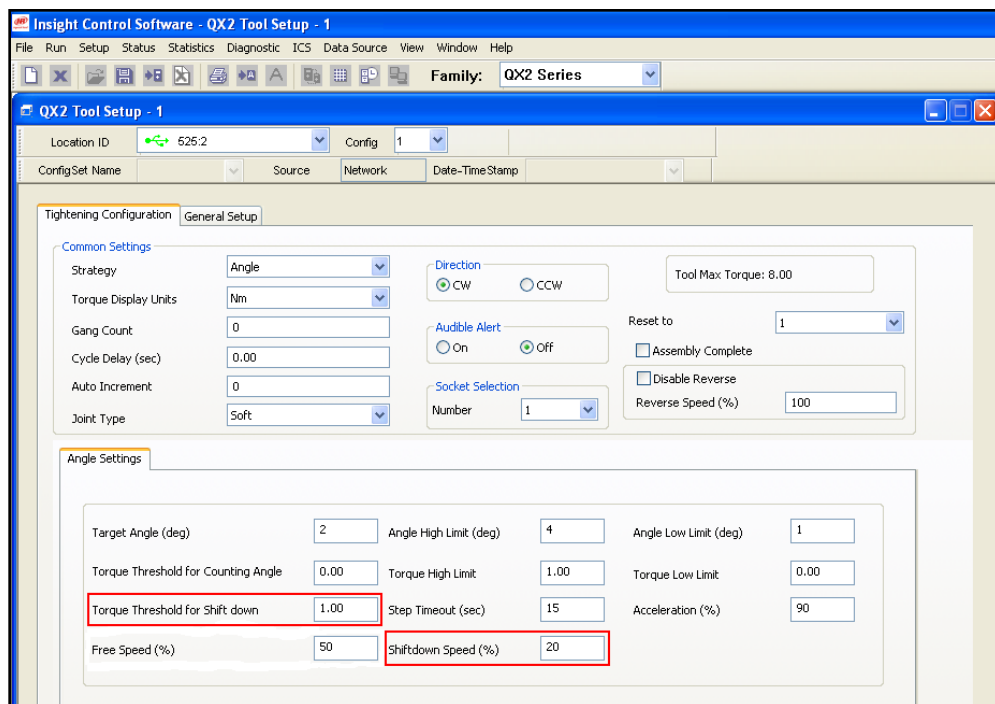 Insight Control Software - QX2 Tool Setup - 1
File Run Setup Status Statistics Diagnostic ICS Data Source View Window Help
Family: QX2 Series
QX2 Tool Setup - 1
Location ID 525:2 Config 1
ConfigSet Name Source Network Date-TimeStamp
Tightening Configuration General Setup
Common Settings
Strategy Angle
Torque Display Units Nm
Gang Count 0
Cycle Delay (sec) 0.00
Auto Increment 0
Joint Type Soft
Direction
CW CCW
Audible Alert
On Off
Socket Selection
Number 1
Tool Max Torque: 8.00
Reset to 1
Assembly Complete
Disable Reverse
Reverse Speed (%) 100
Angle Settings
Target Angle (deg) 2 Angle High Limit (deg) 4 Angle Low Limit (deg) 1
Torque Threshold for Counting Angle 0.00 Torque High Limit 1.00 Torque Low Limit 0.00
Torque Threshold for Shift down 1.00 Step Timeout (sec) 15 Acceleration (%) 90
Free Speed (%) 50 Shiftdown Speed (%) 20